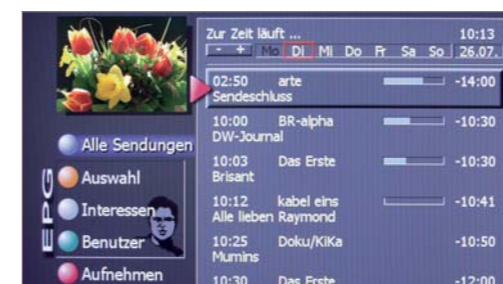 Zur Zeit läuft ... 10:13
- + Mo Di Mi Do Fr Sa So 26.07.
02:50 arte -14:00
Sendeschluss
10:00 BR-alpha -10:30
DW-Journal
10:03 Das Erste -10:30
Brisant
10:12 kabel eins -10:41
Alle lieben Raymond
10:25 Doku/KiKa -10:50
Mumins
10:30 Das Erste -12:00
EPG
Alle Sendungen
Auswahl
Interessen
Benutzer
Aufnehmen